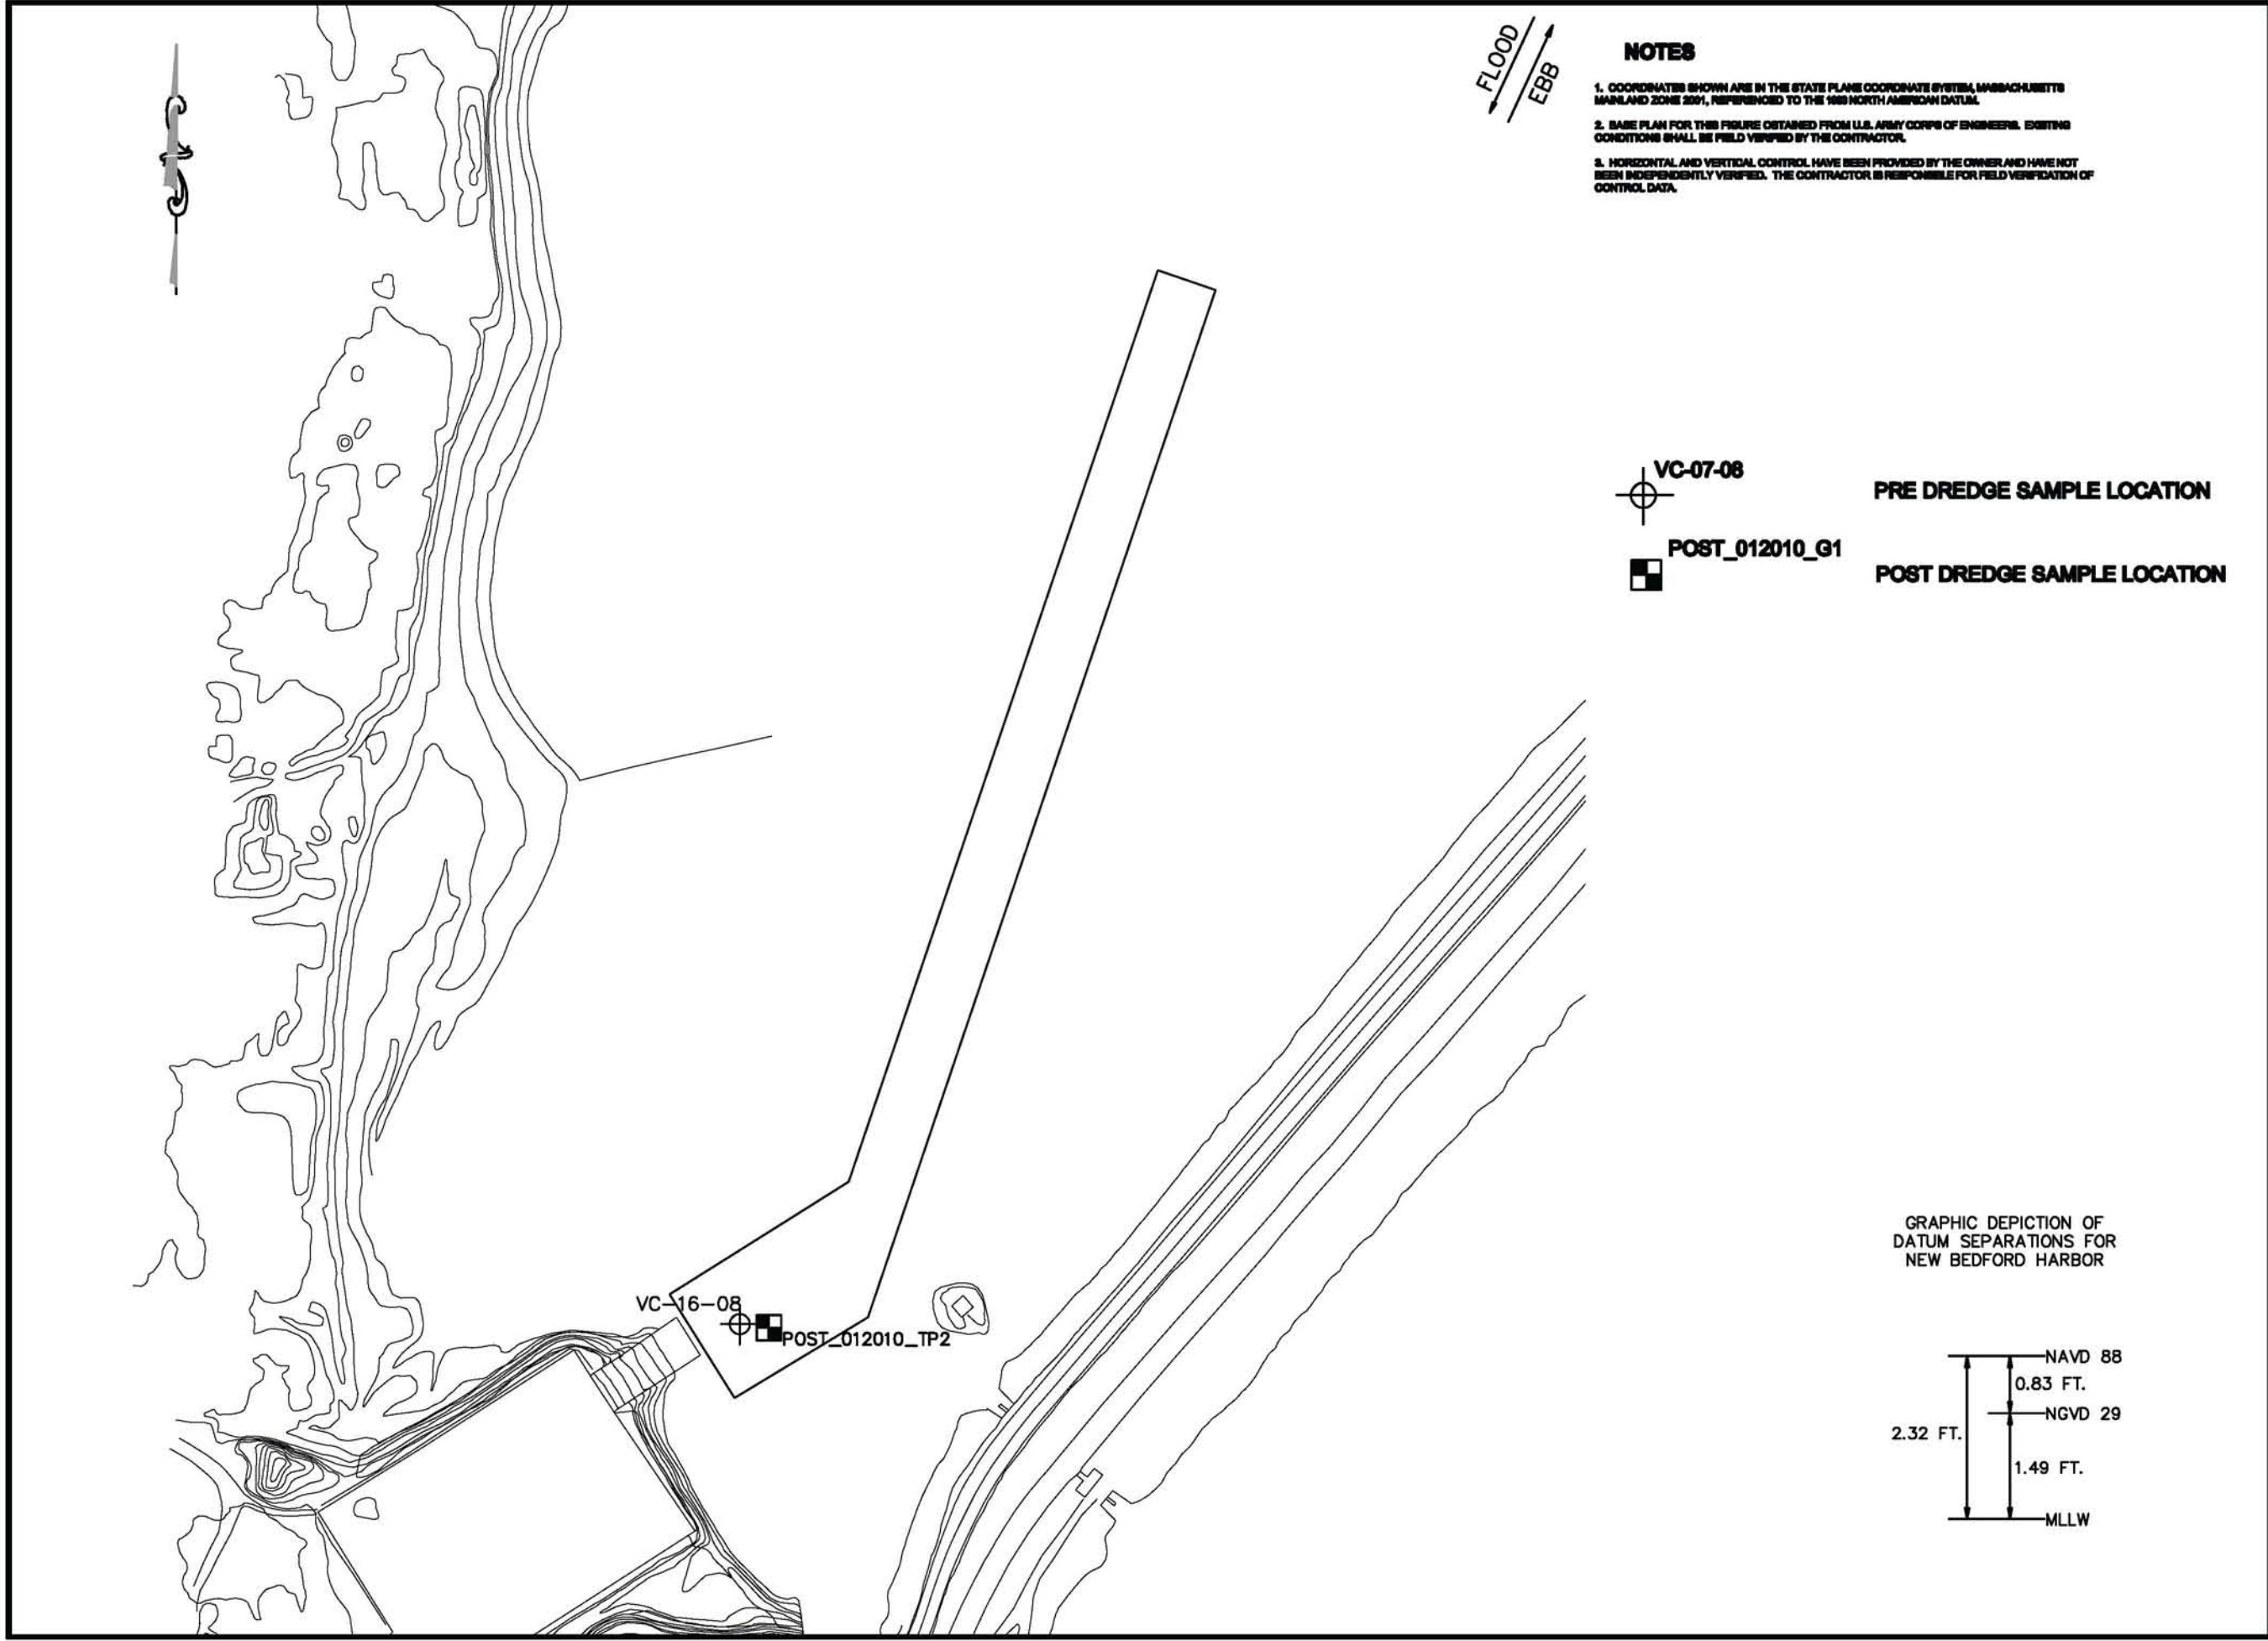 FLOOD
EBB
NOTES
1. COORDINATES SHOWN ARE IN THE STATE PLANE COORDINATE SYSTEM, MASSACHUSETTS
MAINLAND ZONE 2001, REFERENCED TO THE 1983 NORTH AMERICAN DATUM.
2. BASE PLAN FOR THIS FIGURE OBTAINED FROM U.S. ARMY CORPS OF ENGINEERS. EXISTING
CONDITIONS SHALL BE FIELD VERIFIED BY THE CONTRACTOR.
3. HORIZONTAL AND VERTICAL CONTROL HAVE BEEN PROVIDED BY THE OWNER AND HAVE NOT
BEEN INDEPENDENTLY VERIFIED. THE CONTRACTOR IS RESPONSIBLE FOR FIELD VERIFICATION OF
CONTROL DATA.
VC-07-08
PRE DREDGE SAMPLE LOCATION
POST_012010_G1
POST DREDGE SAMPLE LOCATION
VC-16-08
POST_012010_TP2
GRAPHIC DEPICTION OF
DATUM SEPARATIONS FOR
NEW BEDFORD HARBOR
NAVD 88
0.83 FT.
NGVD 29
2.32 FT.
1.49 FT.
MLLW